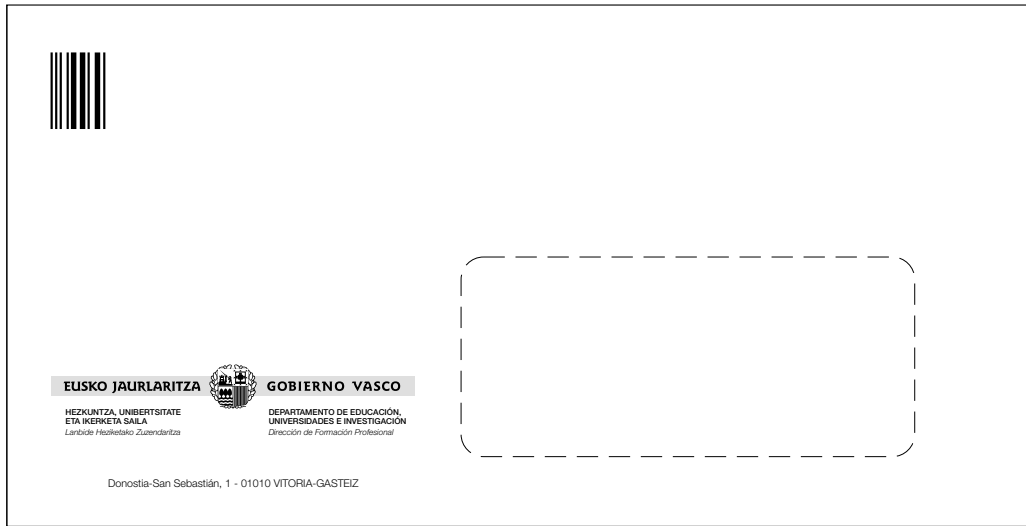 EUSKO JAURLARITZA GOBIERNO VASCO
HEZKUNTZA, UNIBERTSITATE
ETA IKERKETA SAILA
Lanbide Heziketako Zuzendaritza
DEPARTAMENTO DE EDUCACIÓN,
UNIVERSIDADES E INVESTIGACIÓN
Dirección de Formación Profesional
Donostia-San Sebastián, 1 - 01010 VITORIA-GASTEIZ